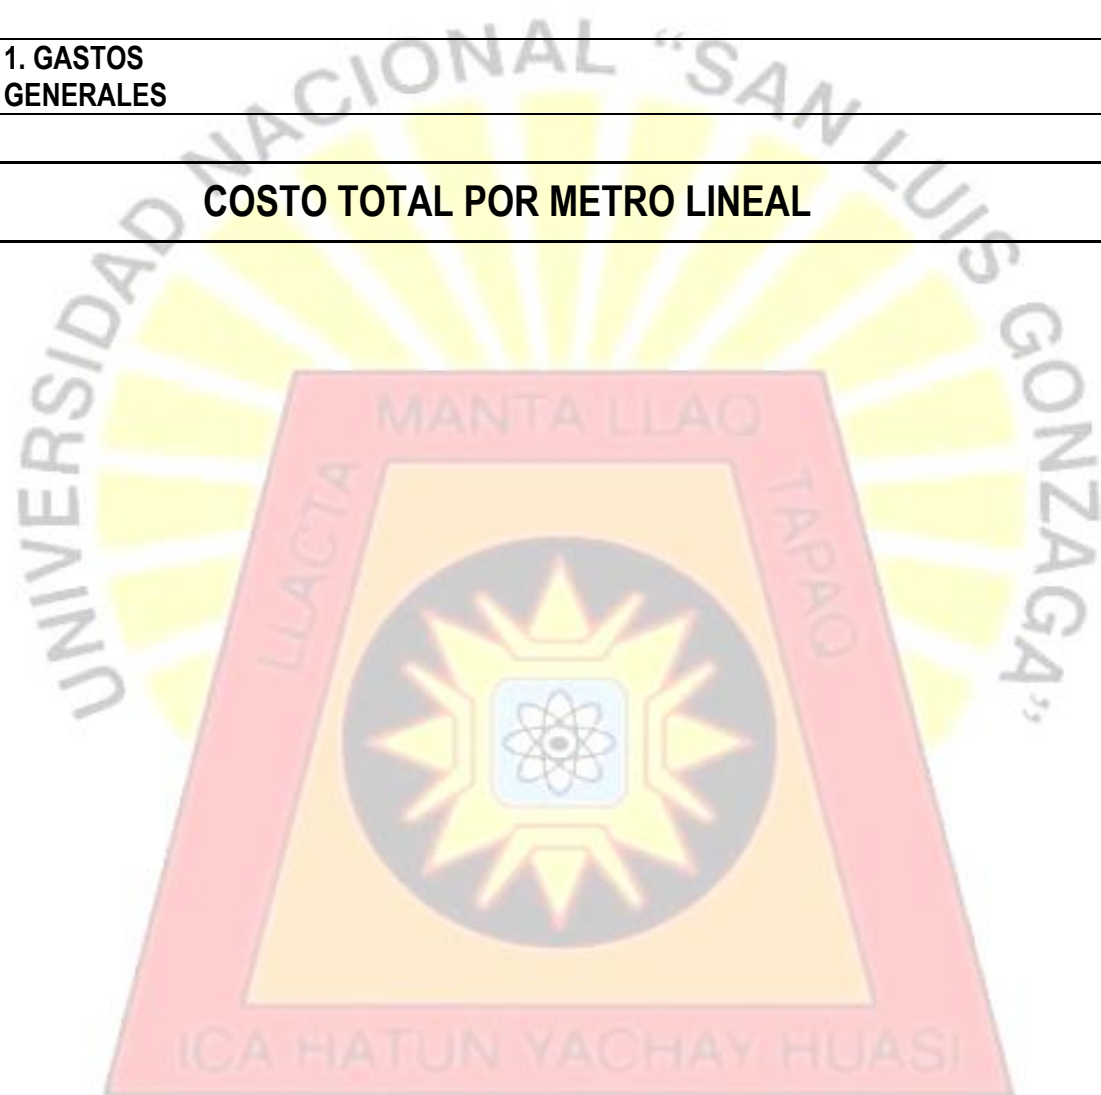 1. GASTOS
GENERALES
COSTO TOTAL POR METRO LINEAL
UNIVERSIDAD NACIONAL “SAN LUIS GONZAGA”
MANTA LLAQ
LLACTA
TAPAQ
ICA HATUN YACHAY HUASI